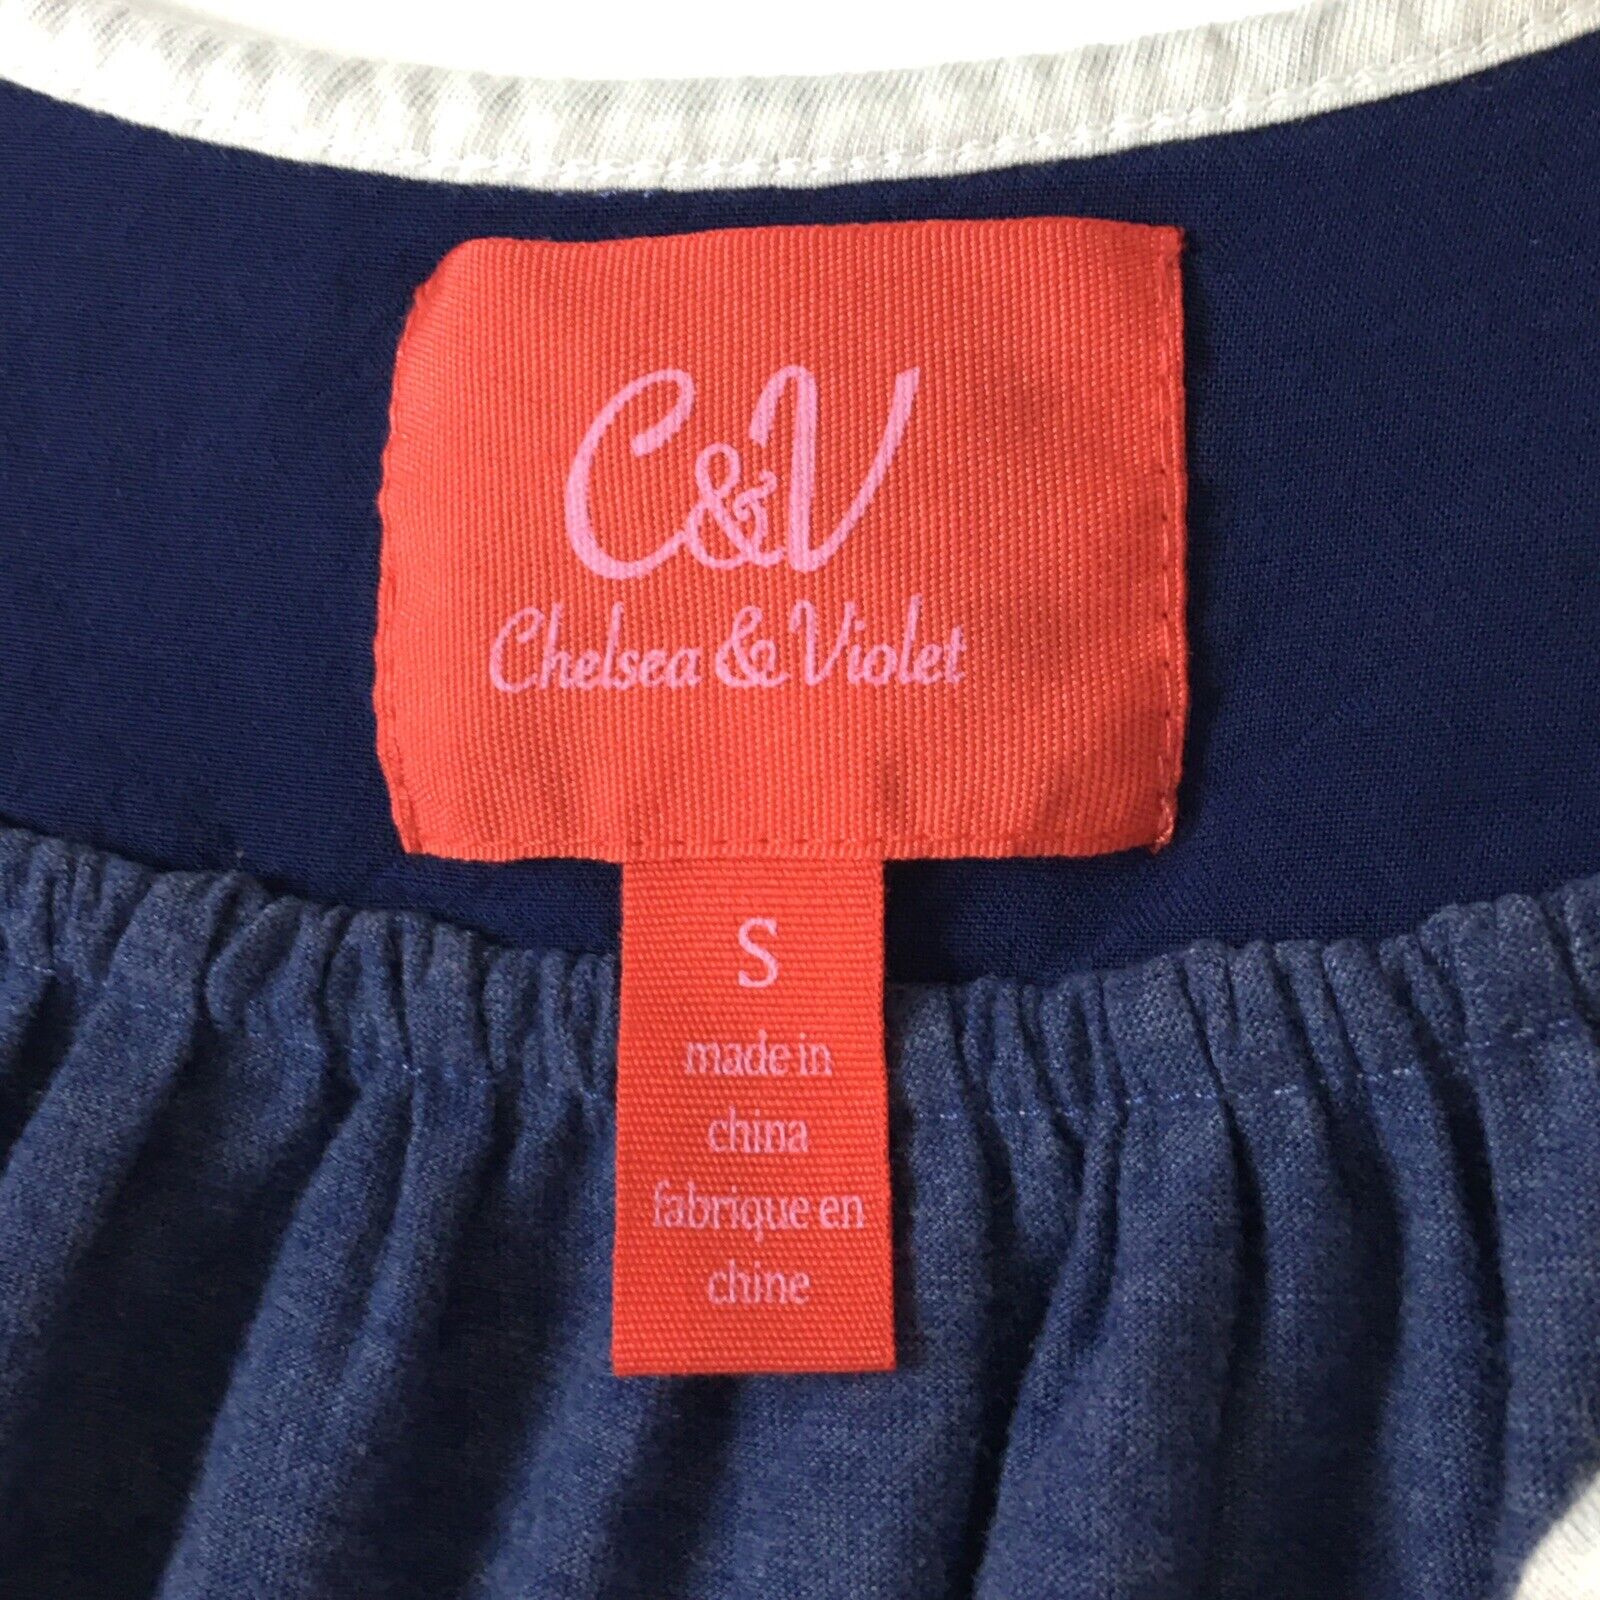 C&V
Chelsea & Violet
S
made in
china
fabrique en
chine